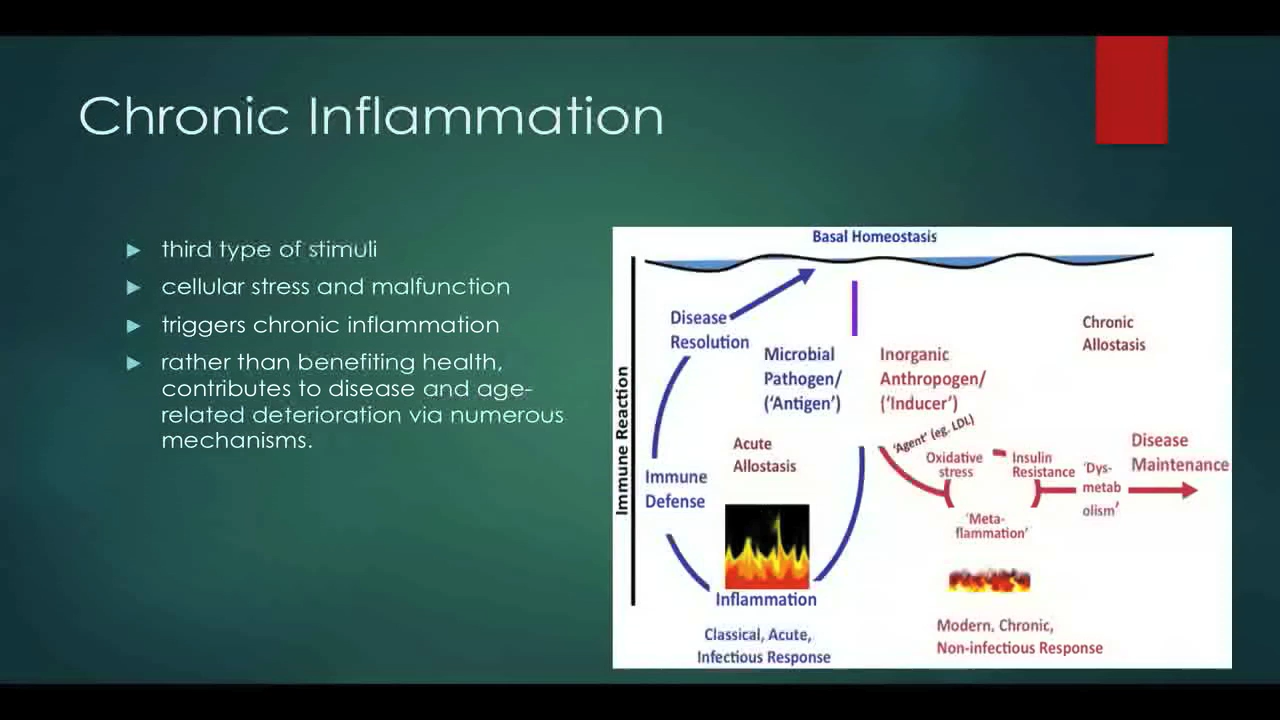 Chronic Inflammation
third type of stimuli
cellular stress and malfunction
triggers chronic inflammation
rather than benefiting health,
contributes to disease and age-
related deterioration via numerous
mechanisms.
Basal Homeostasis
Immune Reaction
Disease
Resolution
Microbial
Pathogen/
(‘Antigen’)
Inorganic
Anthropogen/
(‘Inducer’)
Chronic
Allostasis
Acute
Allostasis
Immune
Defense
‘Agent’ (eg. LDL)
Oxidative
stress
Insulin
Resistance
‘Dys-
metab
olism’
Disease
Maintenance
‘Meta-
flammation’
Inflammation
Classical, Acute,
Infectious Response
Modern, Chronic,
Non-infectious Response